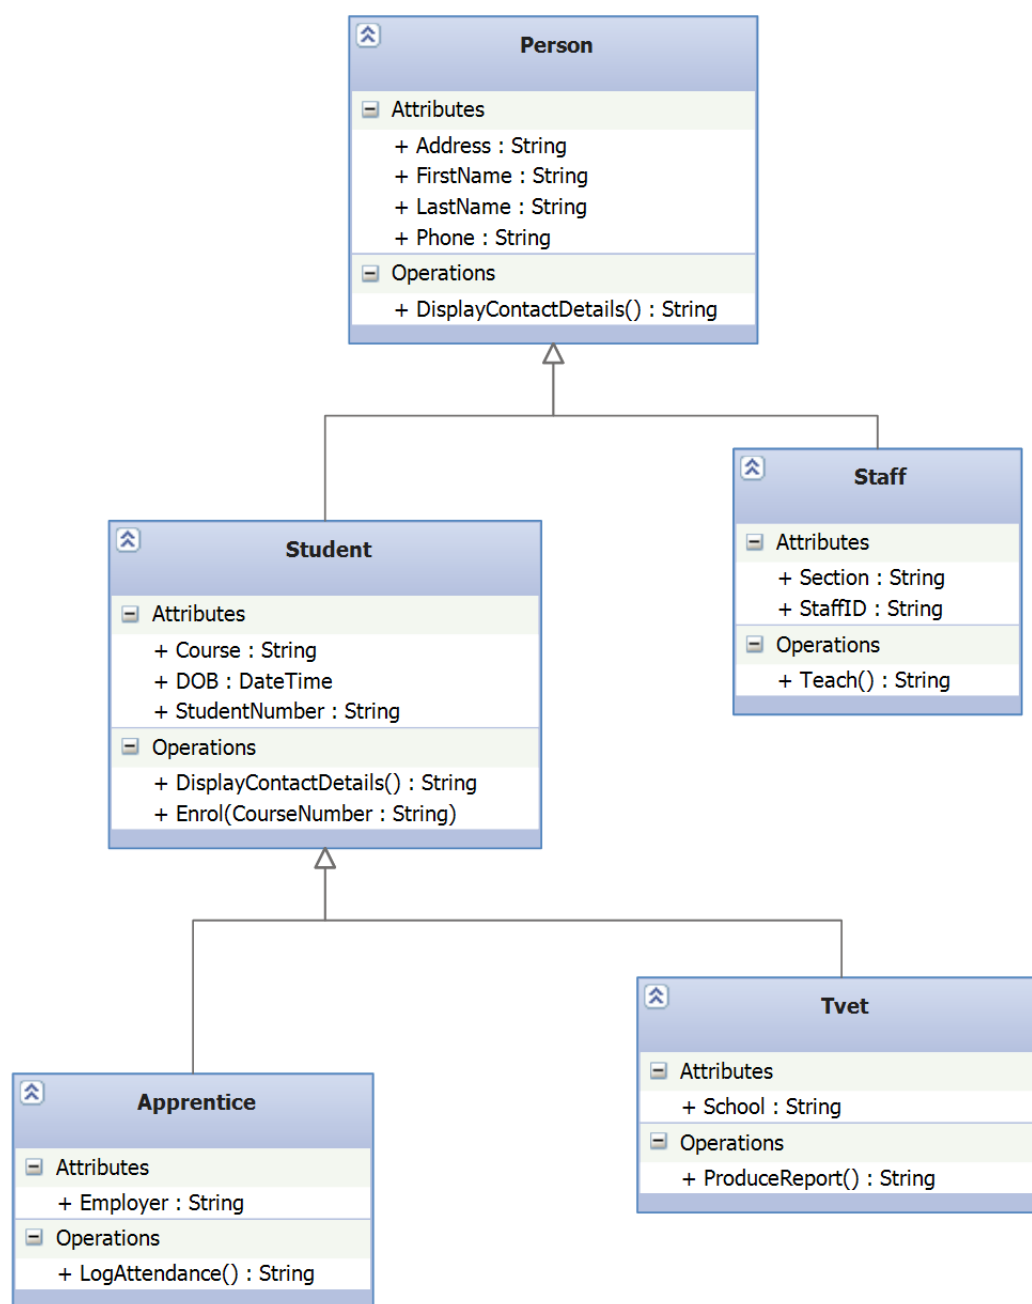 Person
Attributes
+ Address : String
+ FirstName : String
+ LastName : String
+ Phone : String
Operations
+ DisplayContactDetails() : String
Staff
Attributes
+ Section : String
+ StaffID : String
Operations
+ Teach() : String
Student
Attributes
+ Course : String
+ DOB : DateTime
+ StudentNumber : String
Operations
+ DisplayContactDetails() : String
+ Enrol(CourseNumber : String)
Tvet
Attributes
+ School : String
Operations
+ ProduceReport() : String
Apprentice
Attributes
+ Employer : String
Operations
+ LogAttendance() : String